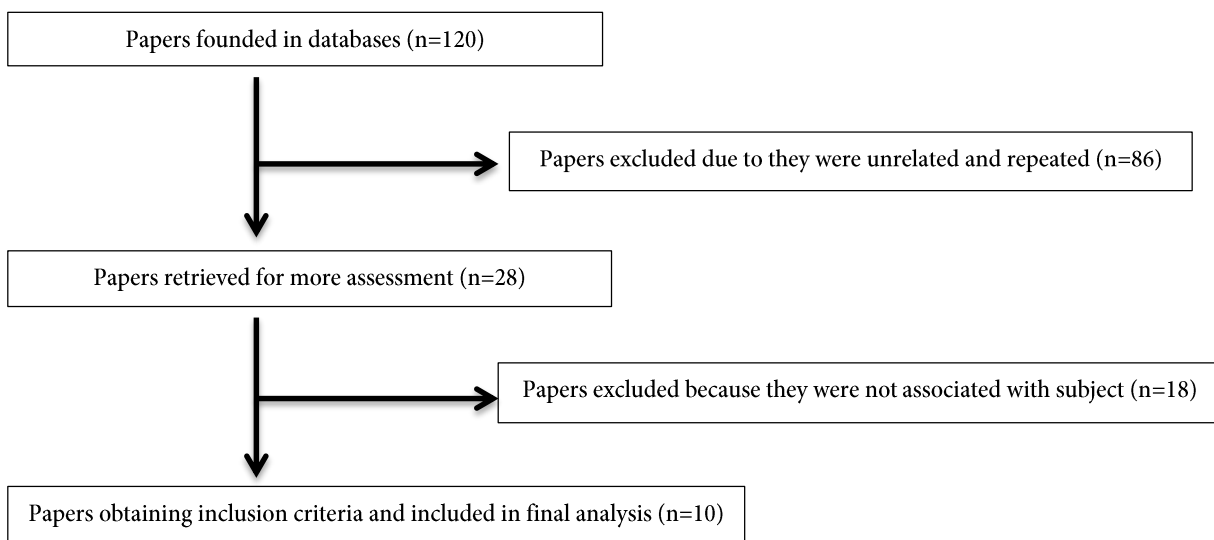 Papers founded in databases (n=120)
Papers excluded due to they were unrelated and repeated (n=86)
Papers retrieved for more assessment (n=28)
Papers excluded because they were not associated with subject (n=18)
Papers obtaining inclusion criteria and included in final analysis (n=10)